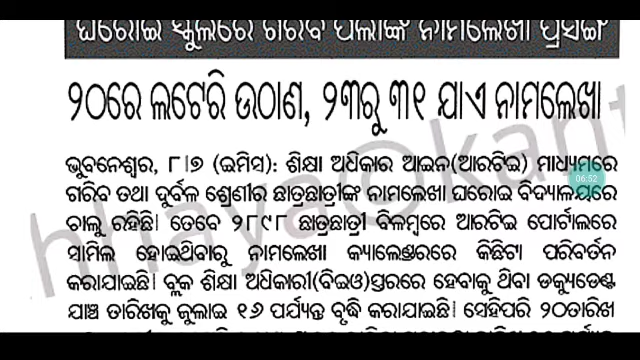 ଘରୋଇ ସ୍କୁଲରେ ଗରିବ ପିଲାଙ୍କ ନାମଲେଖା ପ୍ରସଙ୍ଗ
୨୦ରେ ଲଟେରି ଉଠାଣ, ୨୩ରୁ ୩୧ ଯାଏ ନାମଲେଖା
ଭୁବନେଶ୍ୱର, ୮।୭ (ଇମିସ): ଶିକ୍ଷା ଅଧିକାର ଆଇନ(ଆରଟିଇ) ମାଧ୍ୟମରେ
ଗରିବ ତଥା ଦୁର୍ବଳ ଶ୍ରେଣୀର ଛାତ୍ରଛାତ୍ରୀଙ୍କ ନାମଲେଖା ଘରୋଇ ବିଦ୍ୟାଳୟରେ
06:52
ଚାଲୁ ରହିଛି। ତେବେ ୨୮୯୮ ଛାତ୍ରଛାତ୍ରୀ ବିଳମ୍ବରେ ଆରଟିଇ ପୋର୍ଟାଲରେ
ସାମିଲ ହୋଇଥିବାରୁ ନାମଲେଖା କ୍ୟାଲେଣ୍ଡରରେ କିଛିଟା ପରିବର୍ତନ
କରାଯାଇଛି। ବ୍ଲକ ଶିକ୍ଷା ଅଧିକାରୀ(ବିଇଓ)ସ୍ତରରେ ହେବାକୁ ଥିବା ଡକ୍ୟୁମେଣ୍ଟ
ଯାଞ୍ଚ ତାରିଖକୁ ଜୁଲାଇ ୧୬ ପର୍ଯ୍ୟନ୍ତ ବୃଦ୍ଧି କରାଯାଇଛି। ସେହିପରି ୨୦ତାରିଖ